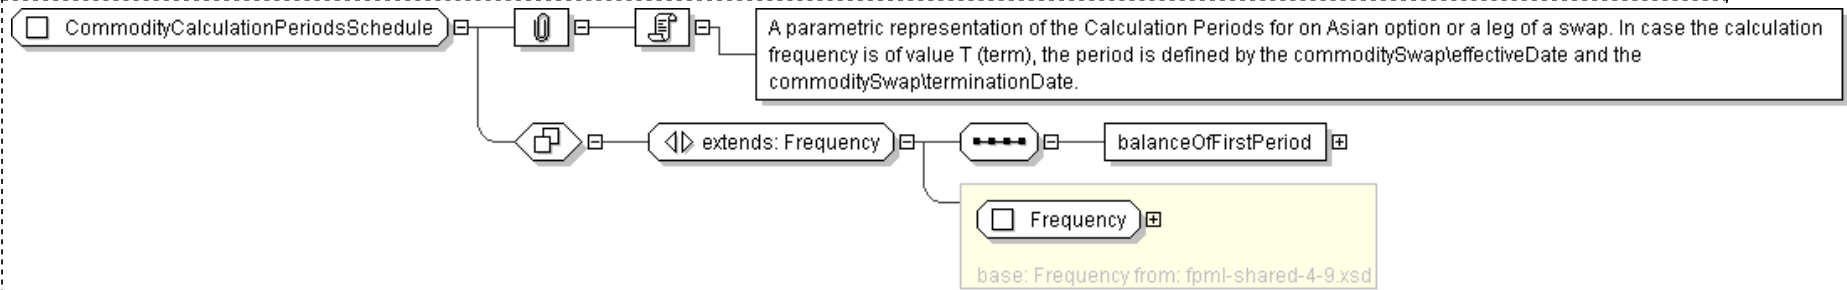 CommodityCalculationPeriodsSchedule
A parametric representation of the Calculation Periods for on Asian option or a leg of a swap. In case the calculation
frequency is of value T (term), the period is defined by the commoditySwap\effectiveDate and the
commoditySwap\terminationDate.
extends: Frequency
balanceOfFirstPeriod
Frequency
base: Frequency from: fpml-shared-4-9.xsd